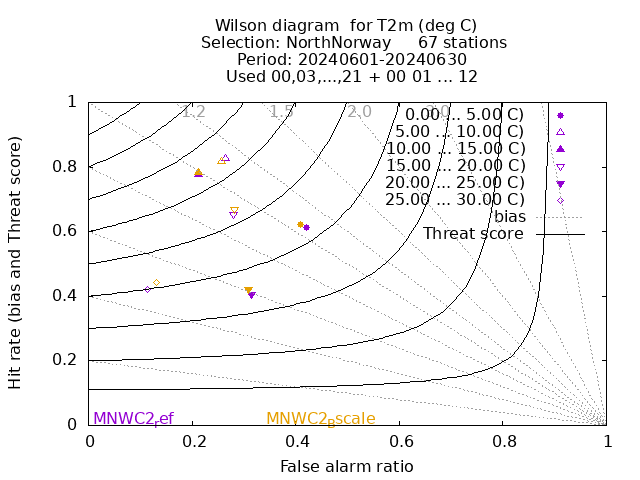 Wilson diagram  for T2m (deg C)
Selection: NorthNorway     67 stations
Period: 20240601-20240630
Used 00,03,...,21 + 00 01 ... 12
Hit rate (bias and Threat score)
1
0.8
0.6
0.4
0.2
0
1.2
1.5
2.0
3.0
0.00 ... 5.00 C)
5.00 ... 10.00 C)
10.00 ... 15.00 C)
15.00 ... 20.00 C)
20.00 ... 25.00 C)
25.00 ... 30.00 C)
bias
Threat score
MNWC2ref
MNWC2Bscale
0
0.2
0.4
0.6
0.8
1
False alarm ratio